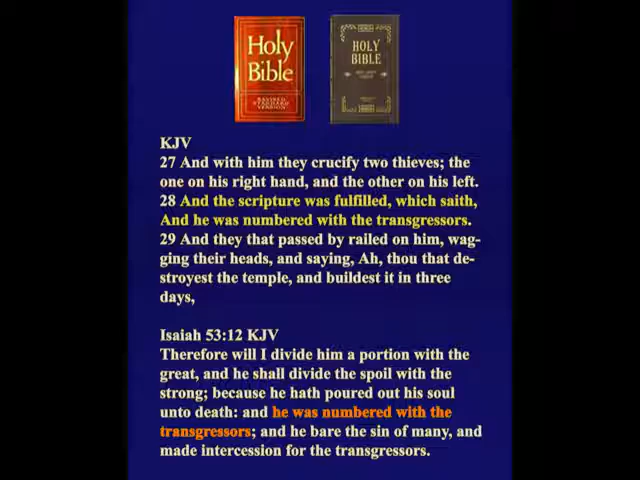 Holy
Bible
REVISED
STANDARD
VERSION
HOLY
BIBLE
KJV
27 And with him they crucify two thieves; the
one on his right hand, and the other on his left.
28 And the scripture was fulfilled, which saith,
And he was numbered with the transgressors.
29 And they that passed by railed on him, wag-
ging their heads, and saying, Ah, thou that de-
stroyest the temple, and buildest it in three
days,
Isaiah 53:12 KJV
Therefore will I divide him a portion with the
great, and he shall divide the spoil with the
strong; because he hath poured out his soul
unto death: and he was numbered with the
transgressors; and he bare the sin of many, and
made intercession for the transgressors.